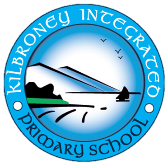 KILBRONEY INTEGRATED
PRIMARY SCHOOL